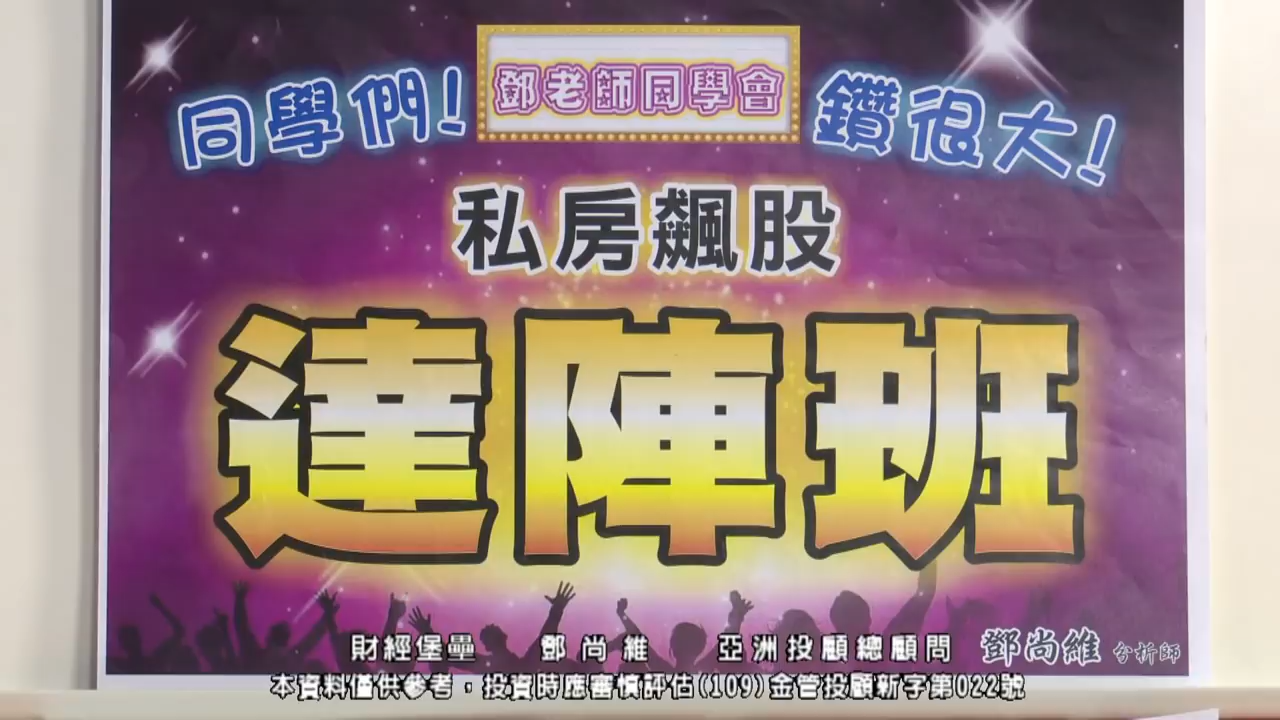 鄧老師同學會
同學們! 鑽很大!
私房飆股
達陣班
財經堡壘 鄧尚維 亞洲投顧總顧問
鄧尚維 分析師
本資料僅供參考，投資時應審慎評估(109)金管投顧新字第022號